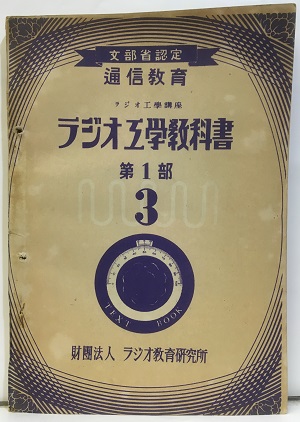 文部省認定
通信教育
ラジオ工學講座
ラジオ工學教科書
第1部
3
TEXT BOOK
財團法人 ラジオ教育研究所